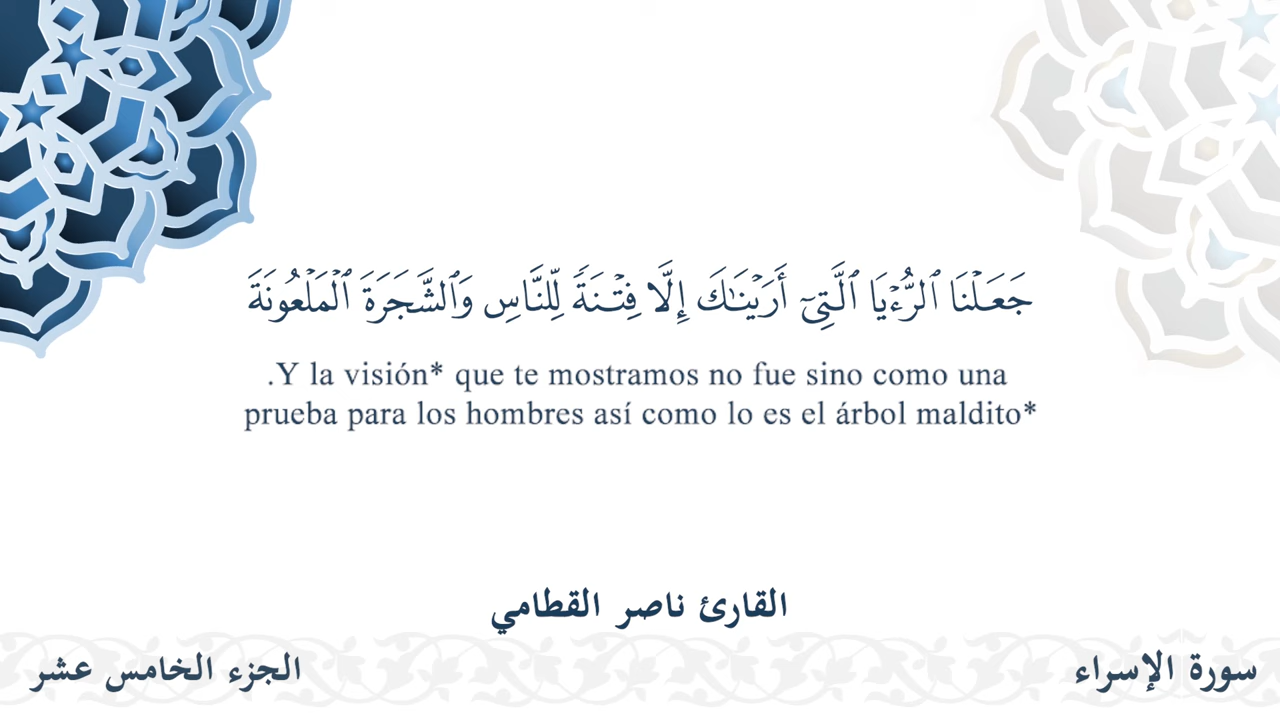 جَعَلْنَا ٱلرُّءْيَا ٱلَّتِىٓ أَرَيْنَـٰكَ إِلَّا فِتْنَةًۭ لِّلنَّاسِ وَٱلشَّجَرَةَ ٱلْمَلْعُونَةَ
.Y la visión* que te mostramos no fue sino como una
prueba para los hombres así como lo es el árbol maldito*
القارئ ناصر القطامي
سورة الإسراء
الجزء الخامس عشر